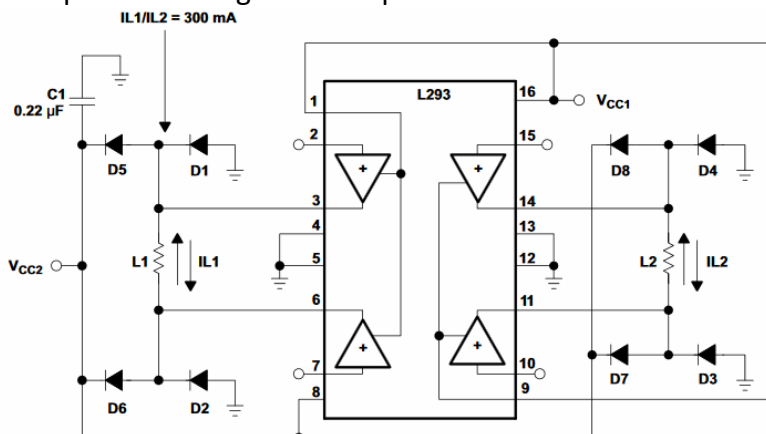 IL1/IL2 = 300 mA
C1
0.22 µF
L293
1
16
VCC1
2
15
D5
D1
D8
D4
+
+
3
14
4
13
VCC2
L1
IL1
5
12
L2
IL2
6
11
+
+
7
10
D6
D2
8
9
D7
D3